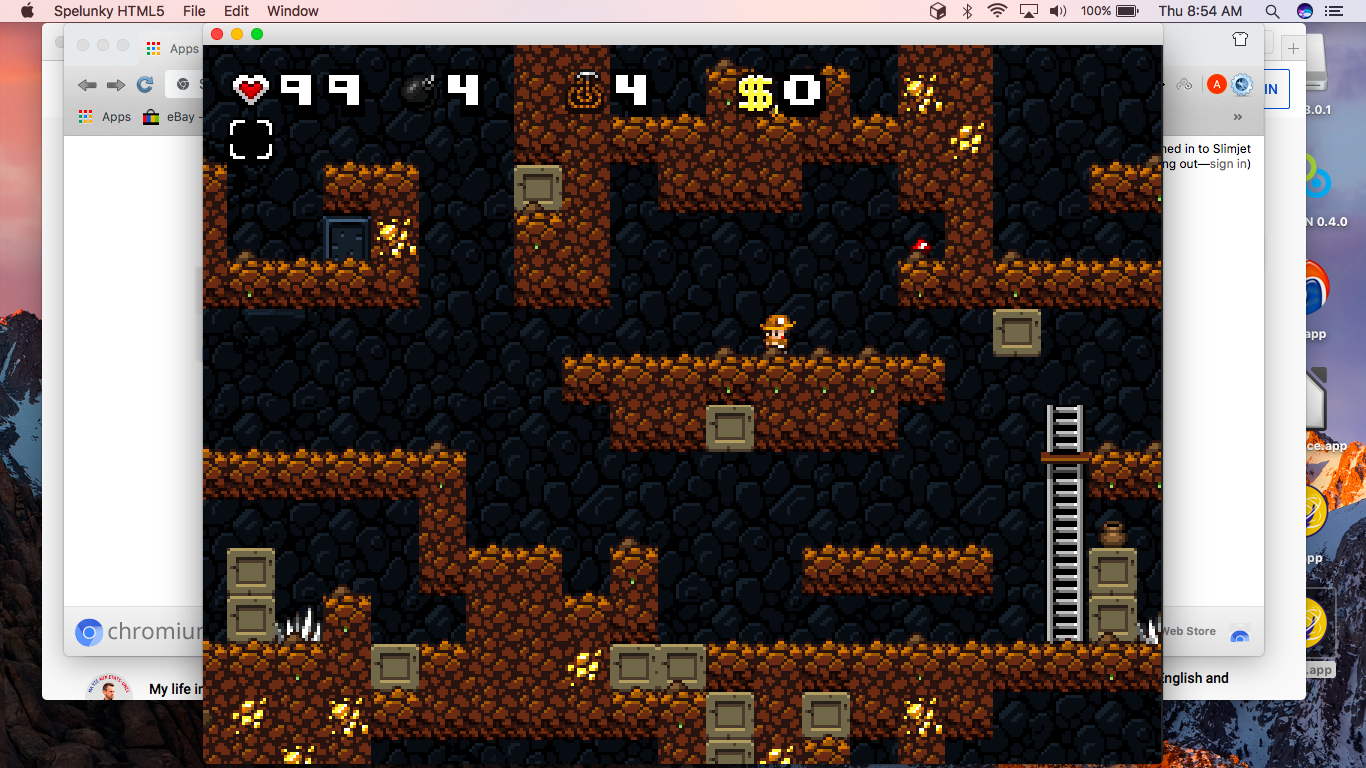 Spelunky HTML5 File Edit Window 100% Thu 8:54 AM
Apps
99 4 4 $0
A IN
Apps eBay - »
3.0.1
ned in to Slimjet
ng out—sign in)
N 0.4.0
app
ce.app
pp
chromium
Web Store
.app
My life in
English and